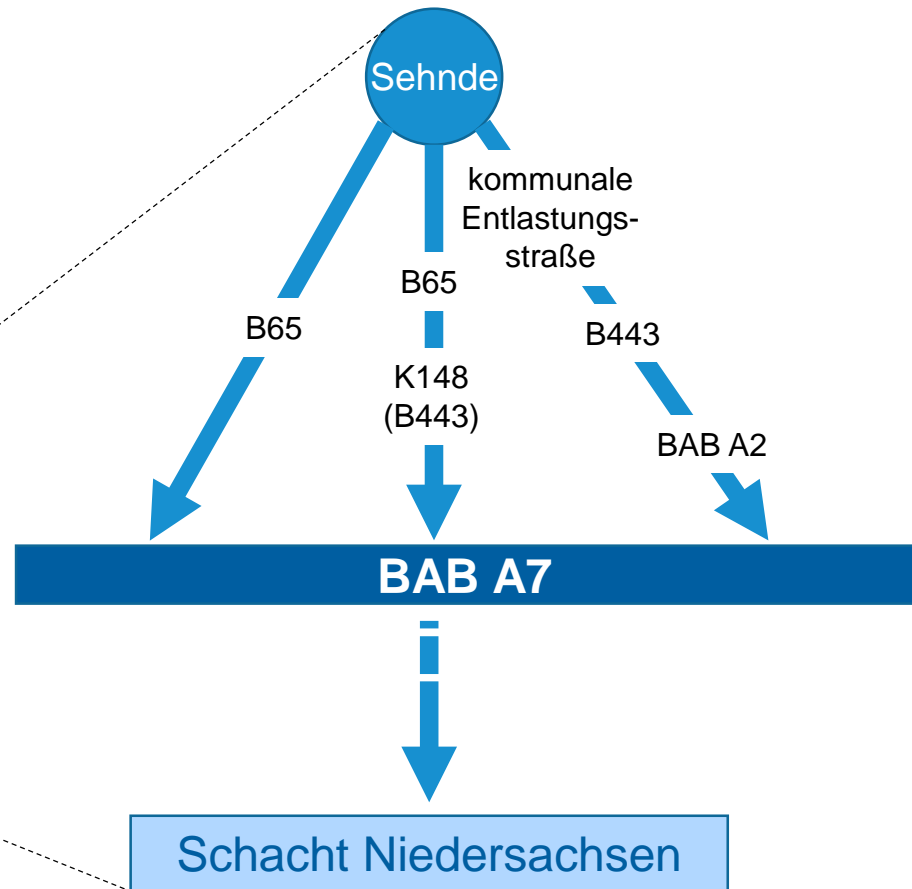 Sehnde
kommunale
Entlastungs-
straße
B65
B65
B443
K148
(B443)
BAB A2
BAB A7
Schacht Niedersachsen